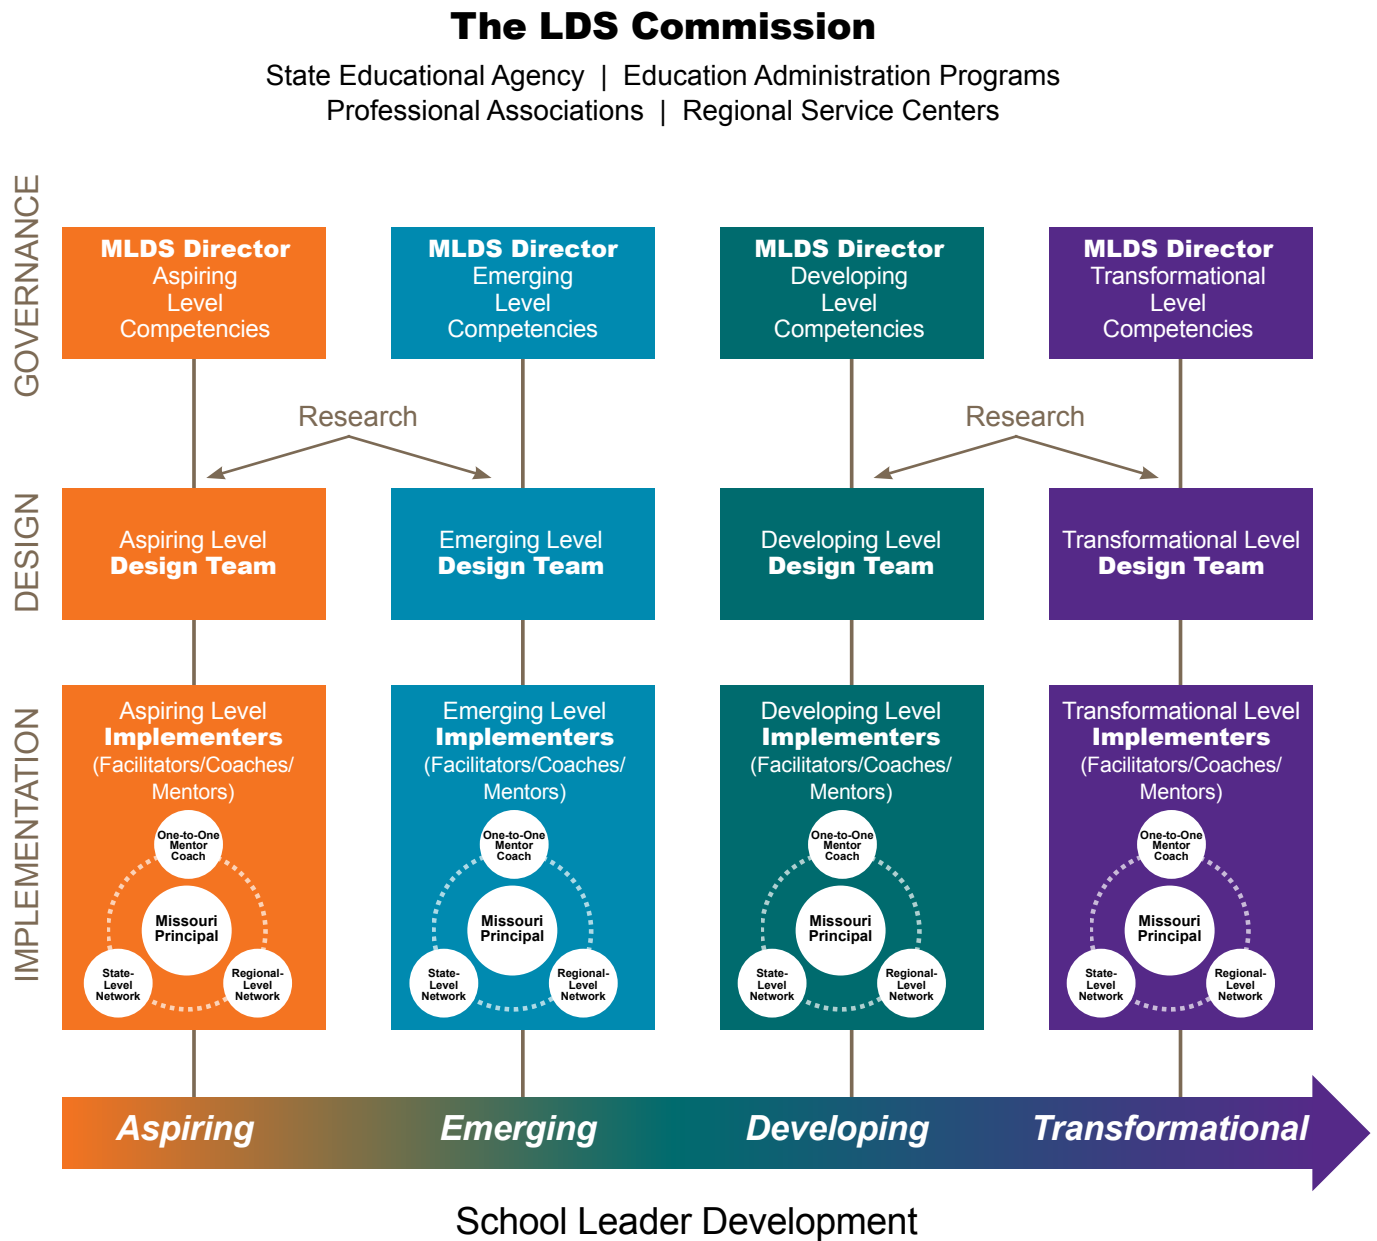 The LDS Commission
State Educational Agency | Education Administration Programs
Professional Associations | Regional Service Centers
GOVERNANCE
MLDS Director
Aspiring
Level
Competencies
MLDS Director
Emerging
Level
Competencies
MLDS Director
Developing
Level
Competencies
MLDS Director
Transformational
Level
Competencies
Research
Research
DESIGN
Aspiring Level
Design Team
Emerging Level
Design Team
Developing Level
Design Team
Transformational Level
Design Team
IMPLEMENTATION
Aspiring Level
Implementers
(Facilitators/Coaches/
Mentors)
One-to-One
Mentor
Coach
Missouri
Principal
State-
Level
Network
Regional-
Level
Network
Emerging Level
Implementers
(Facilitators/Coaches/
Mentors)
One-to-One
Mentor
Coach
Missouri
Principal
State-
Level
Network
Regional-
Level
Network
Developing Level
Implementers
(Facilitators/Coaches/
Mentors)
One-to-One
Mentor
Coach
Missouri
Principal
State-
Level
Network
Regional-
Level
Network
Transformational Level
Implementers
(Facilitators/Coaches/
Mentors)
One-to-One
Mentor
Coach
Missouri
Principal
State-
Level
Network
Regional-
Level
Network
Aspiring
Emerging
Developing
Transformational
School Leader Development